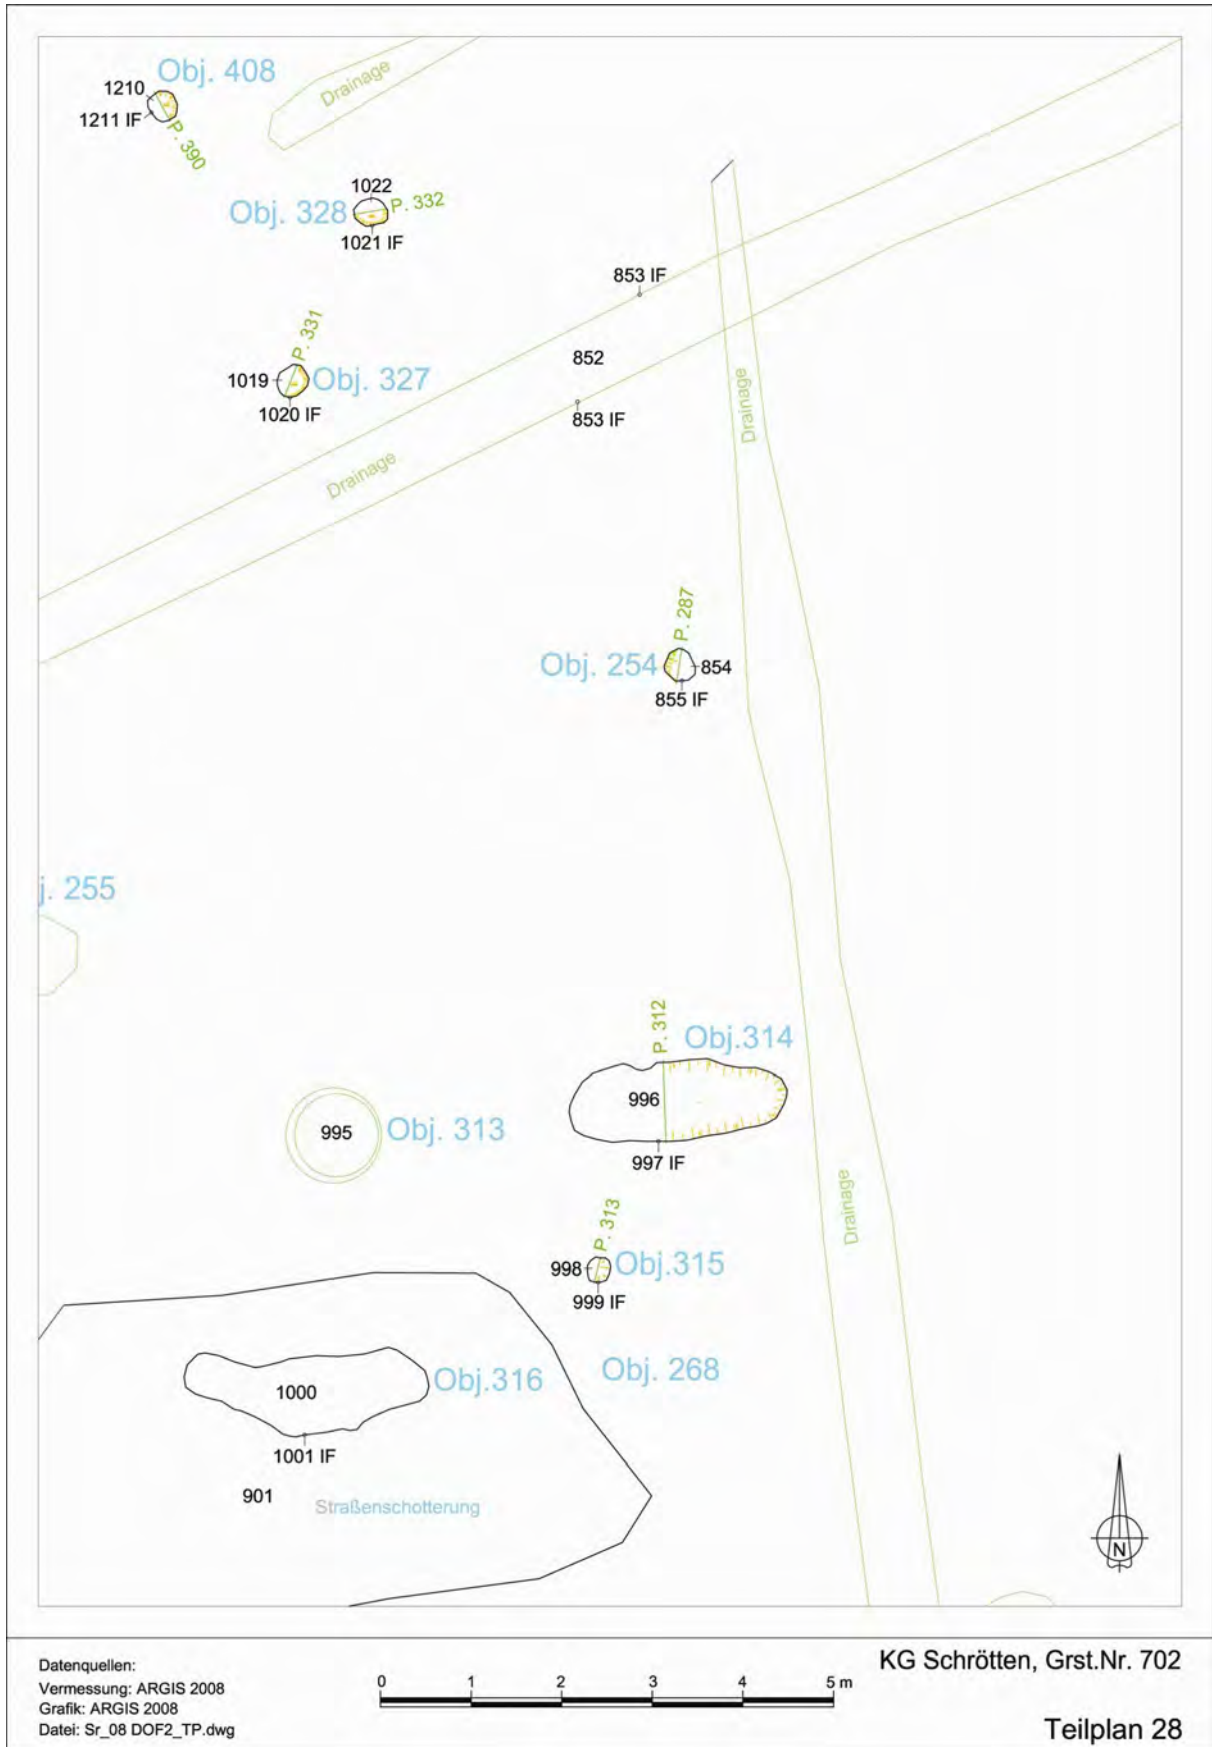 Obj. 408
Drainage
1210
1211 IF
P. 390
1022
Obj. 328
P. 332
1021 IF
853 IF
P. 331
852
1019
Obj. 327
1020 IF
853 IF
Drainage
Drainage
P. 287
Obj. 254
854
855 IF
j. 255
P. 312
Obj.314
996
995
Obj. 313
997 IF
Drainage
P. 313
998
Obj.315
999 IF
Obj. 268
Obj.316
1000
1001 IF
901
Straßenschotterung
N
Datenquellen:
Vermessung: ARGIS 2008
Grafik: ARGIS 2008
Datei: Sr_08 DOF2_TP.dwg
0 1 2 3 4 5 m
KG Schrötten, Grst.Nr. 702
Teilplan 28